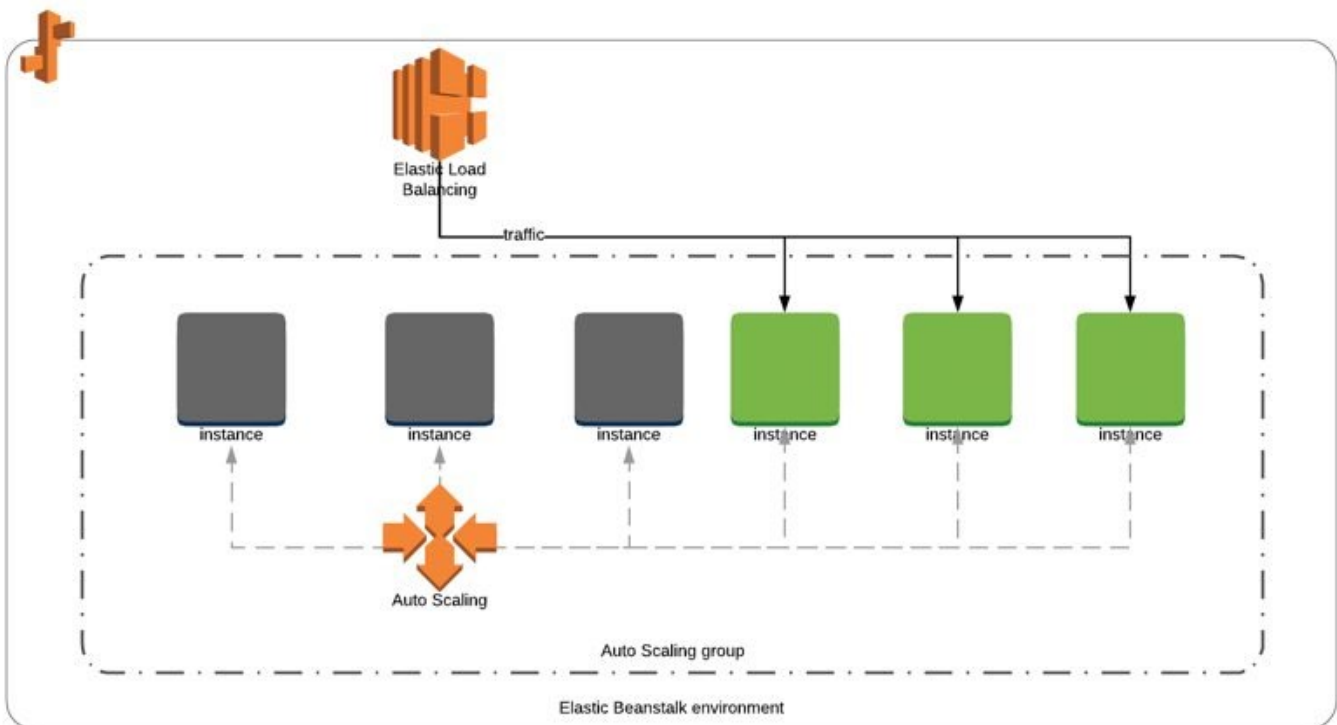 Elastic Load
Balancing
traffic
instance
instance
instance
instance
instance
instance
Auto Scaling
Auto Scaling group
Elastic Beanstalk environment